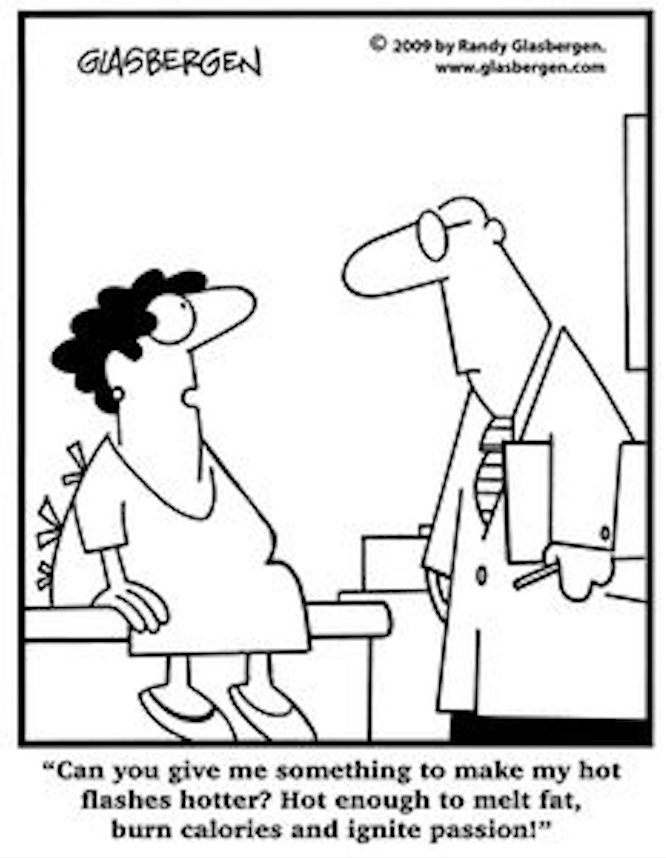 GLASBERGEN
© 2009 by Randy Glasbergen.
www.glasbergen.com
“Can you give me something to make my hot
flashes hotter? Hot enough to melt fat,
burn calories and ignite passion!”